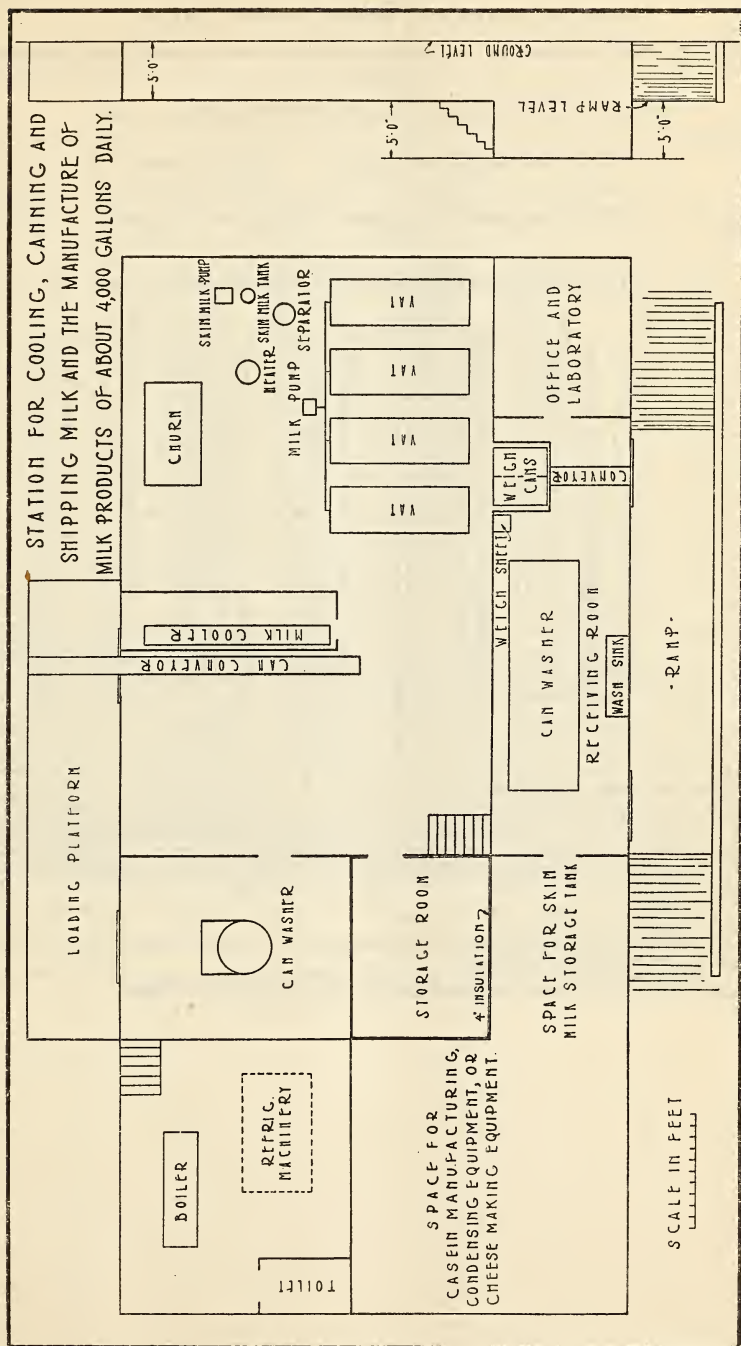 STATION FOR COOLING, CANNING AND
SHIPPING MILK AND THE MANUFACTURE OF
MILK PRODUCTS OF ABOUT 4,000 GALLONS DAILY.
5'-0"
GROUND LEVEL
5'-0"
RAMP LEVEL
5'-0"
LOADING PLATFORM
CAN CONVEYOR
MILK COOLER
CHURN
SKIM MILK PUMP
SKIM MILK TANK
HEATER
SEPARATOR
MILK PUMP
VAT
VAT
VAT
VAT
BOILER
REFRIG.
MACHINERY
TOILET
CAN WASHER
STORAGE ROOM
4" INSULATION
SPACE FOR
CASEIN MANUFACTURING,
CONDENSING EQUIPMENT, OR
CHEESE MAKING EQUIPMENT.
SPACE FOR SKIM
MILK STORAGE TANK
WEIGH SHEET
CAN WASHER
RECEIVING ROOM
WASH SINK
WEIGH
CANS
CONVEYOR
OFFICE AND
LABORATORY
-RAMP-
SCALE IN FEET